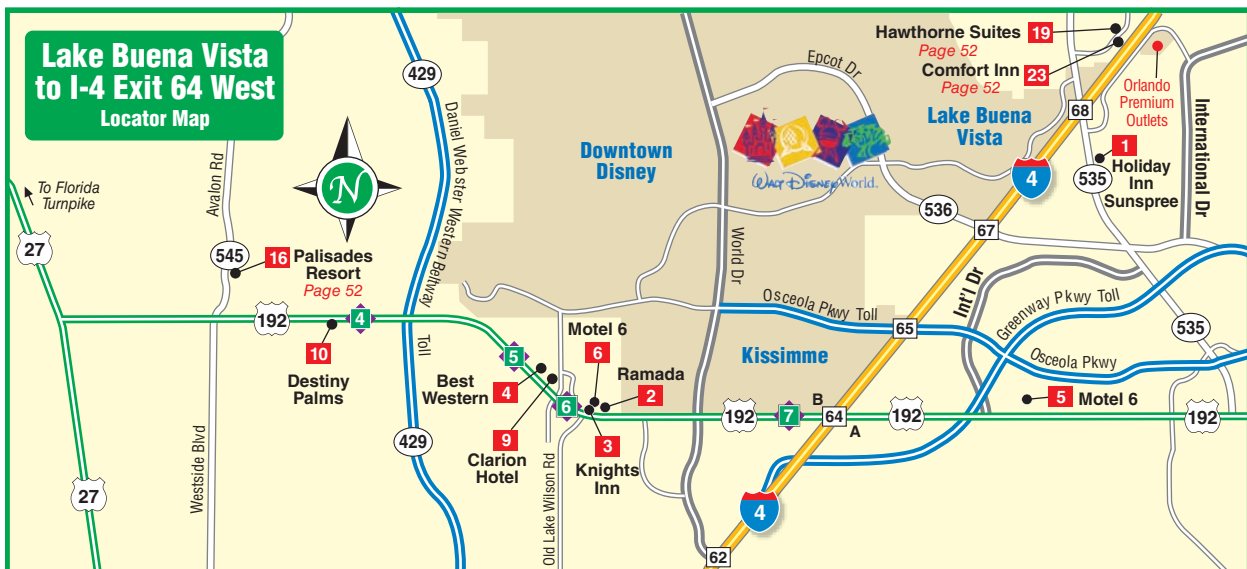 Lake Buena Vista
to I-4 Exit 64 West
Locator Map
To Florida
Turnpike
27
27
Avalon Rd
545
16 Palisades
Resort
Page 52
N
192
4
10
Destiny
Palms
Westside Blvd
429
Daniel Webster Western Beltway
Toll
429
5
Best
Western
4
9
Clarion
Hotel
6
Old Lake Wilson Rd
Motel 6
6
Ramada
2
3
Knights
Inn
Downtown
Disney
World Dr
Epcot Dr
Walt Disney World.
Lake Buena
Vista
Hawthorne Suites 19
Page 52
Comfort Inn 23
Page 52
Orlando
Premium
Outlets
International Dr
68
1
Holiday
Inn
Sunspree
535
4
536
67
Int'l Dr
Greenway Pkwy Toll
Osceola Pkwy Toll
65
535
Osceola Pkwy
Kissimme
192
7
B
64
A
192
5 Motel 6
192
4
62